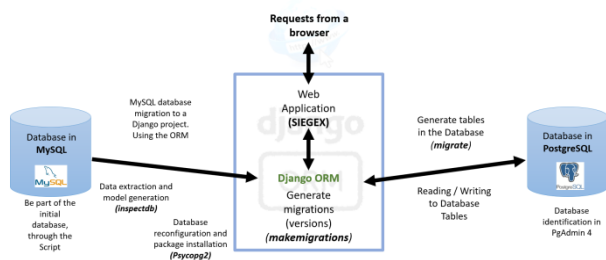 Requests from a
browser
Web
Application
(SIEGEX)
django
ORM
Django ORM
Generate
migrations
(versions)
(makemigrations)
MySQL database
migration to a
Django project.
Using the ORM
Database in
MySQL
MySQL
Be part of the
initial
database,
through the
Script
Data extraction and
model generation
(inspectdb)
Database
reconfiguration and
package installation
(Psycopg2)
Generate tables
in the Database
(migrate)
Reading / Writing
to Database
Tables
Database in
PostgreSQL
PostgreSQL
Database
identification in
PgAdmin 4